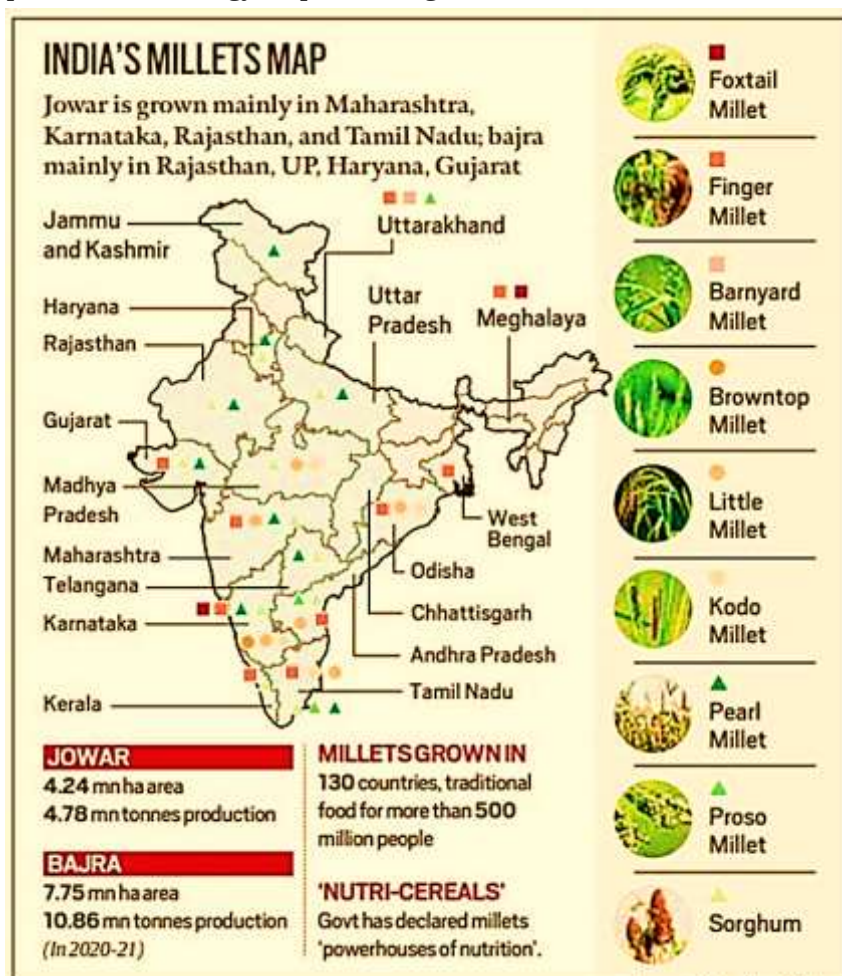 INDIA'S MILLETS MAP
Jowar is grown mainly in Maharashtra,
Karnataka, Rajasthan, and Tamil Nadu; bajra
mainly in Rajasthan, UP, Haryana, Gujarat
Jammu
and Kashmir
Uttarakhand
Haryana
Uttar
Pradesh
Meghalaya
Rajasthan
Gujarat
Madhya
Pradesh
West
Bengal
Maharashtra
Odisha
Telangana
Chhattisgarh
Karnataka
Andhra Pradesh
Tamil Nadu
Kerala
JOWAR
4.24 mn ha area
4.78 mn tonnes production
BAJRA
7.75 mn ha area
10.86 mn tonnes production
(In 2020-21)
MILLETS GROWN IN
130 countries, traditional
food for more than 500
million people
'NUTRI-CEREALS'
Govt has declared millets
'powerhouses of nutrition'.
Foxtail
Millet
Finger
Millet
Barnyard
Millet
Browntop
Millet
Little
Millet
Kodo
Millet
Pearl
Millet
Proso
Millet
Sorghum